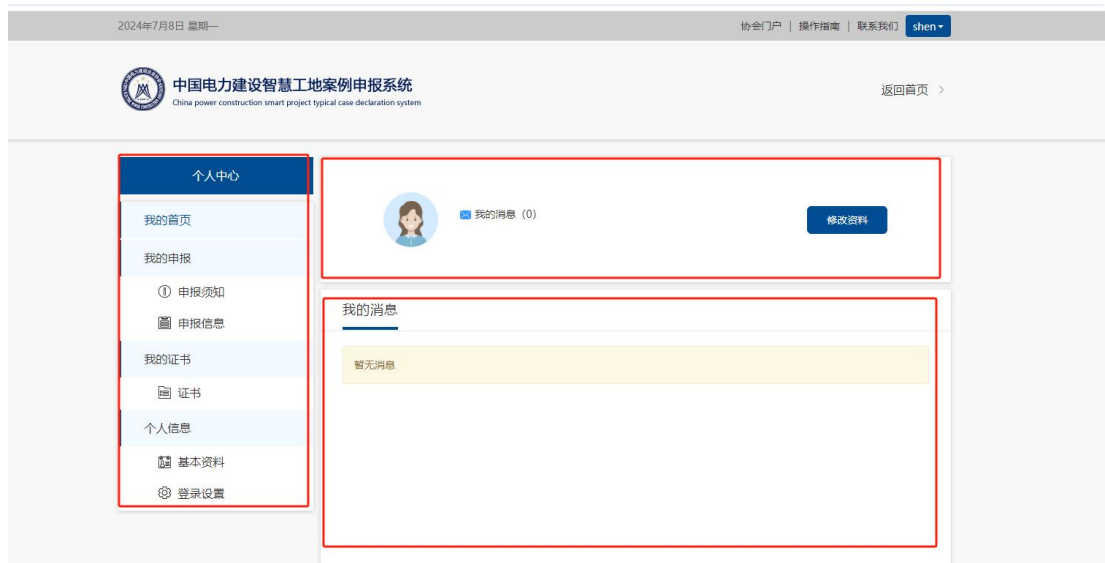 2024年7月8日 星期一
协会门户 | 操作指南 | 联系我们 shen
中国电力建设智慧工地案例申报系统
China power construction smart project typical case declaration system
返回首页 >
个人中心
我的首页
我的申报
申报须知
申报信息
我的证书
证书
个人信息
基本资料
登录设置
我的消息 (0)
修改资料
我的消息
暂无消息